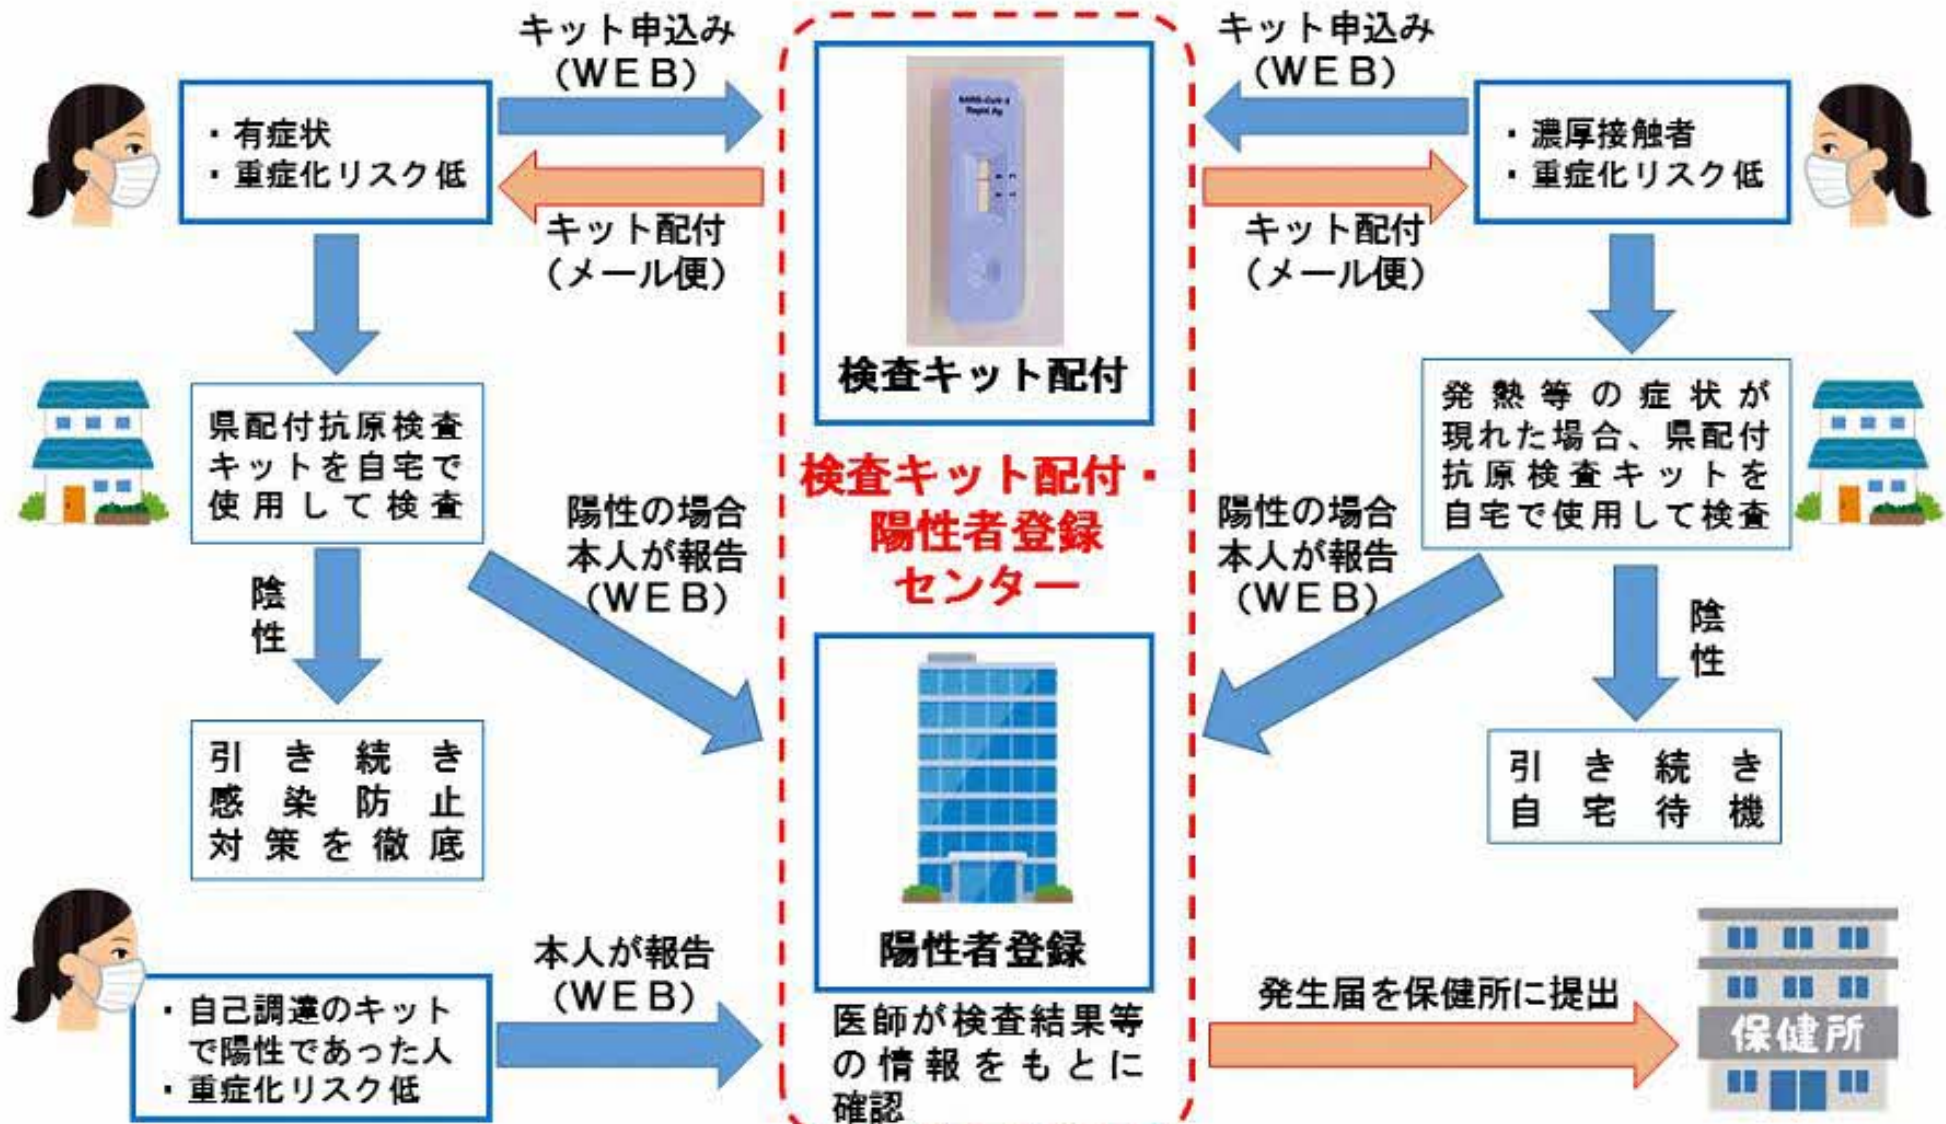 キット申込み
(WEB)
・有症状
・重症化リスク低
キット配付
(メール便)
県配付抗原検査
キットを自宅で
使用して検査
陰
性
陽性の場合
本人が報告
(WEB)
引き続き
感染防止
対策を徹底
・自己調達のキット
で陽性であった人
・重症化リスク低
本人が報告
(WEB)
SARS-CoV-2
Rapid Ag
検査キット配付
検査キット配付・
陽性者登録
センター
陽性者登録
医師が検査結果等
の情報をもとに
確認
キット申込み
(WEB)
・濃厚接触者
・重症化リスク低
キット配付
(メール便)
発熱等の症状が
現れた場合、県配付
抗原検査キットを
自宅で使用して検査
陽性の場合
本人が報告
(WEB)
陰
性
引き続き
自宅待機
発生届を保健所に提出
保健所